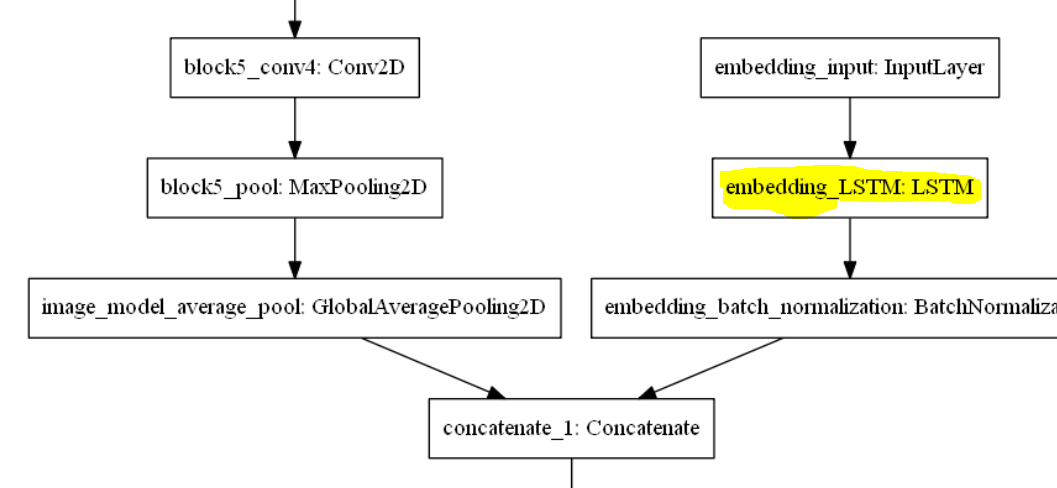 block5_conv4: Conv2D
embedding_input: InputLayer
block5_pool: MaxPooling2D
embedding_LSTM: LSTM
image_model_average_pool: GlobalAveragePooling2D
embedding_batch_normalization: BatchNormaliza
concatenate_1: Concatenate